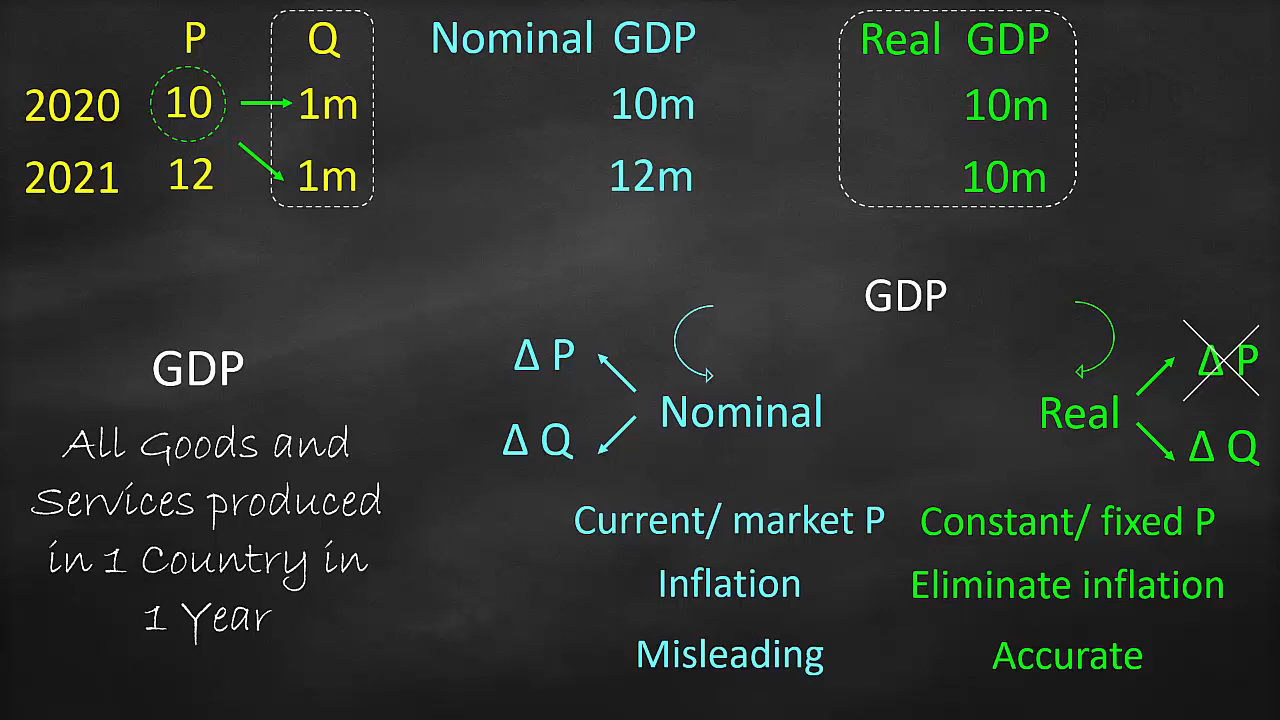 P Q Nominal GDP Real GDP
2020 10 1m 10m 10m
2021 12 1m 12m 10m
GDP
GDP
All Goods and
Services produced
in 1 Country in
1 Year
Δ P
Δ Q
Nominal
Real
Δ P
Δ Q
Current/ market P Constant/ fixed P
Inflation Eliminate inflation
Misleading Accurate